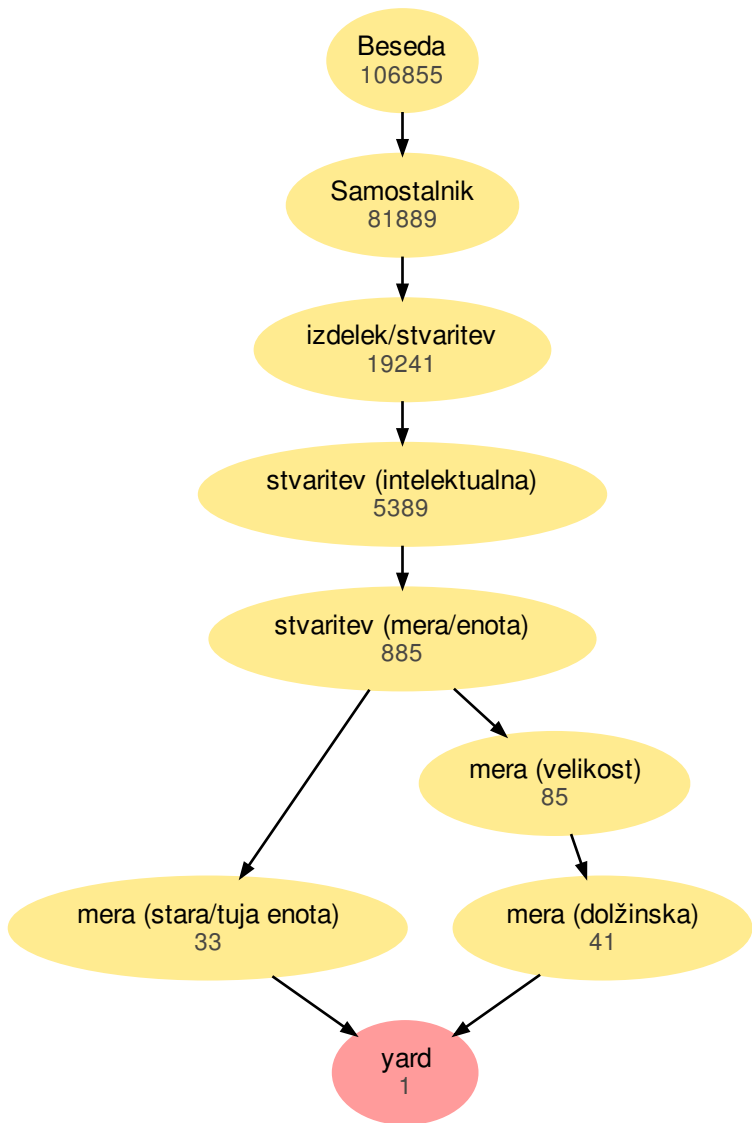 Beseda
106855
Samostalnik
81889
izdelek/stvaritev
19241
stvaritev (intelektualna)
5389
stvaritev (mera/enota)
885
mera (velikost)
85
mera (stara/tuja enota)
33
mera (dolžinska)
41
yard
1